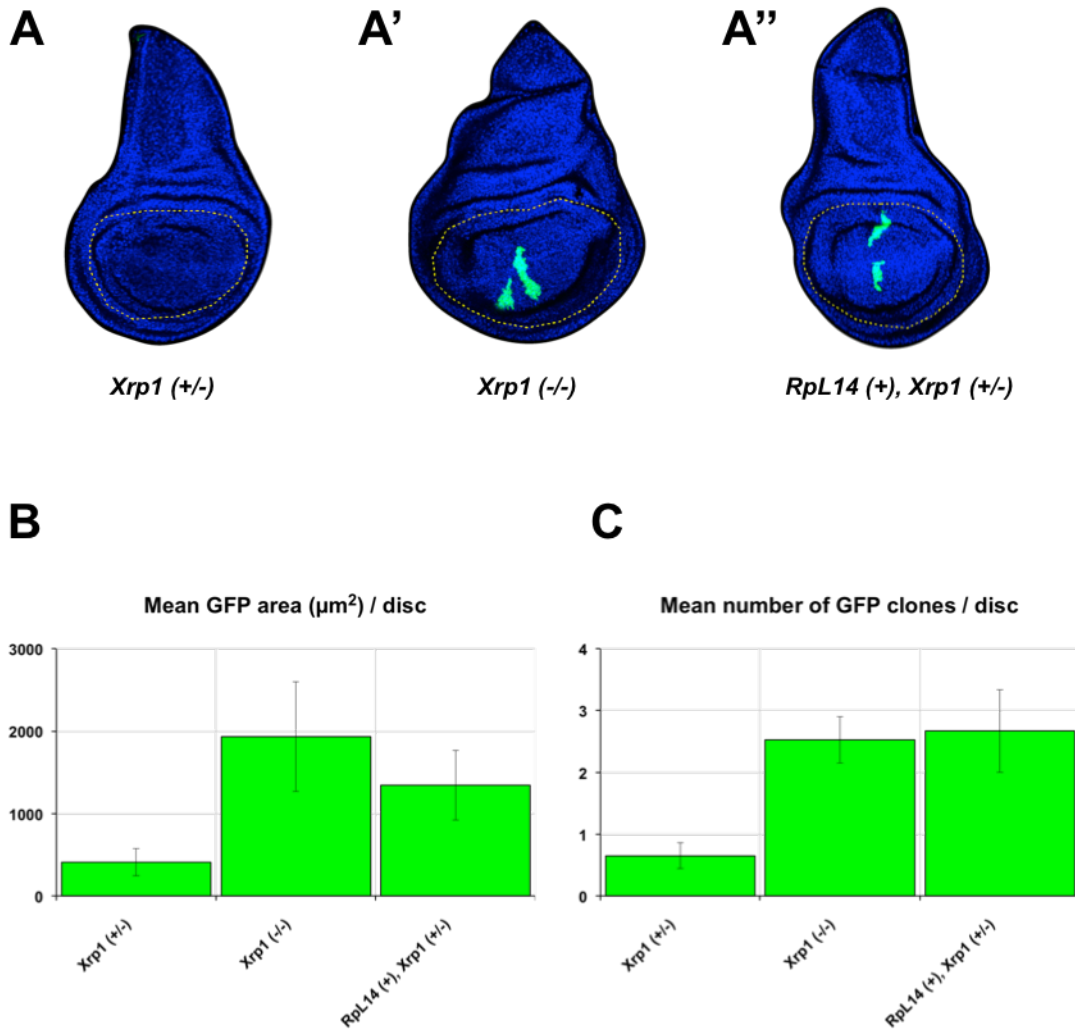 A
A'
A''
Xrp1 (+/-)
Xrp1 (-/-)
RpL14 (+), Xrp1 (+/-)
B
C
Mean GFP area (µm²) / disc
3000
2000
1000
0
Xrp1 (+/-)
Xrp1 (-/-)
RpL14 (+), Xrp1 (+/-)
Mean number of GFP clones / disc
4
3
2
1
0
Xrp1 (+/-)
Xrp1 (-/-)
RpL14 (+), Xrp1 (+/-)